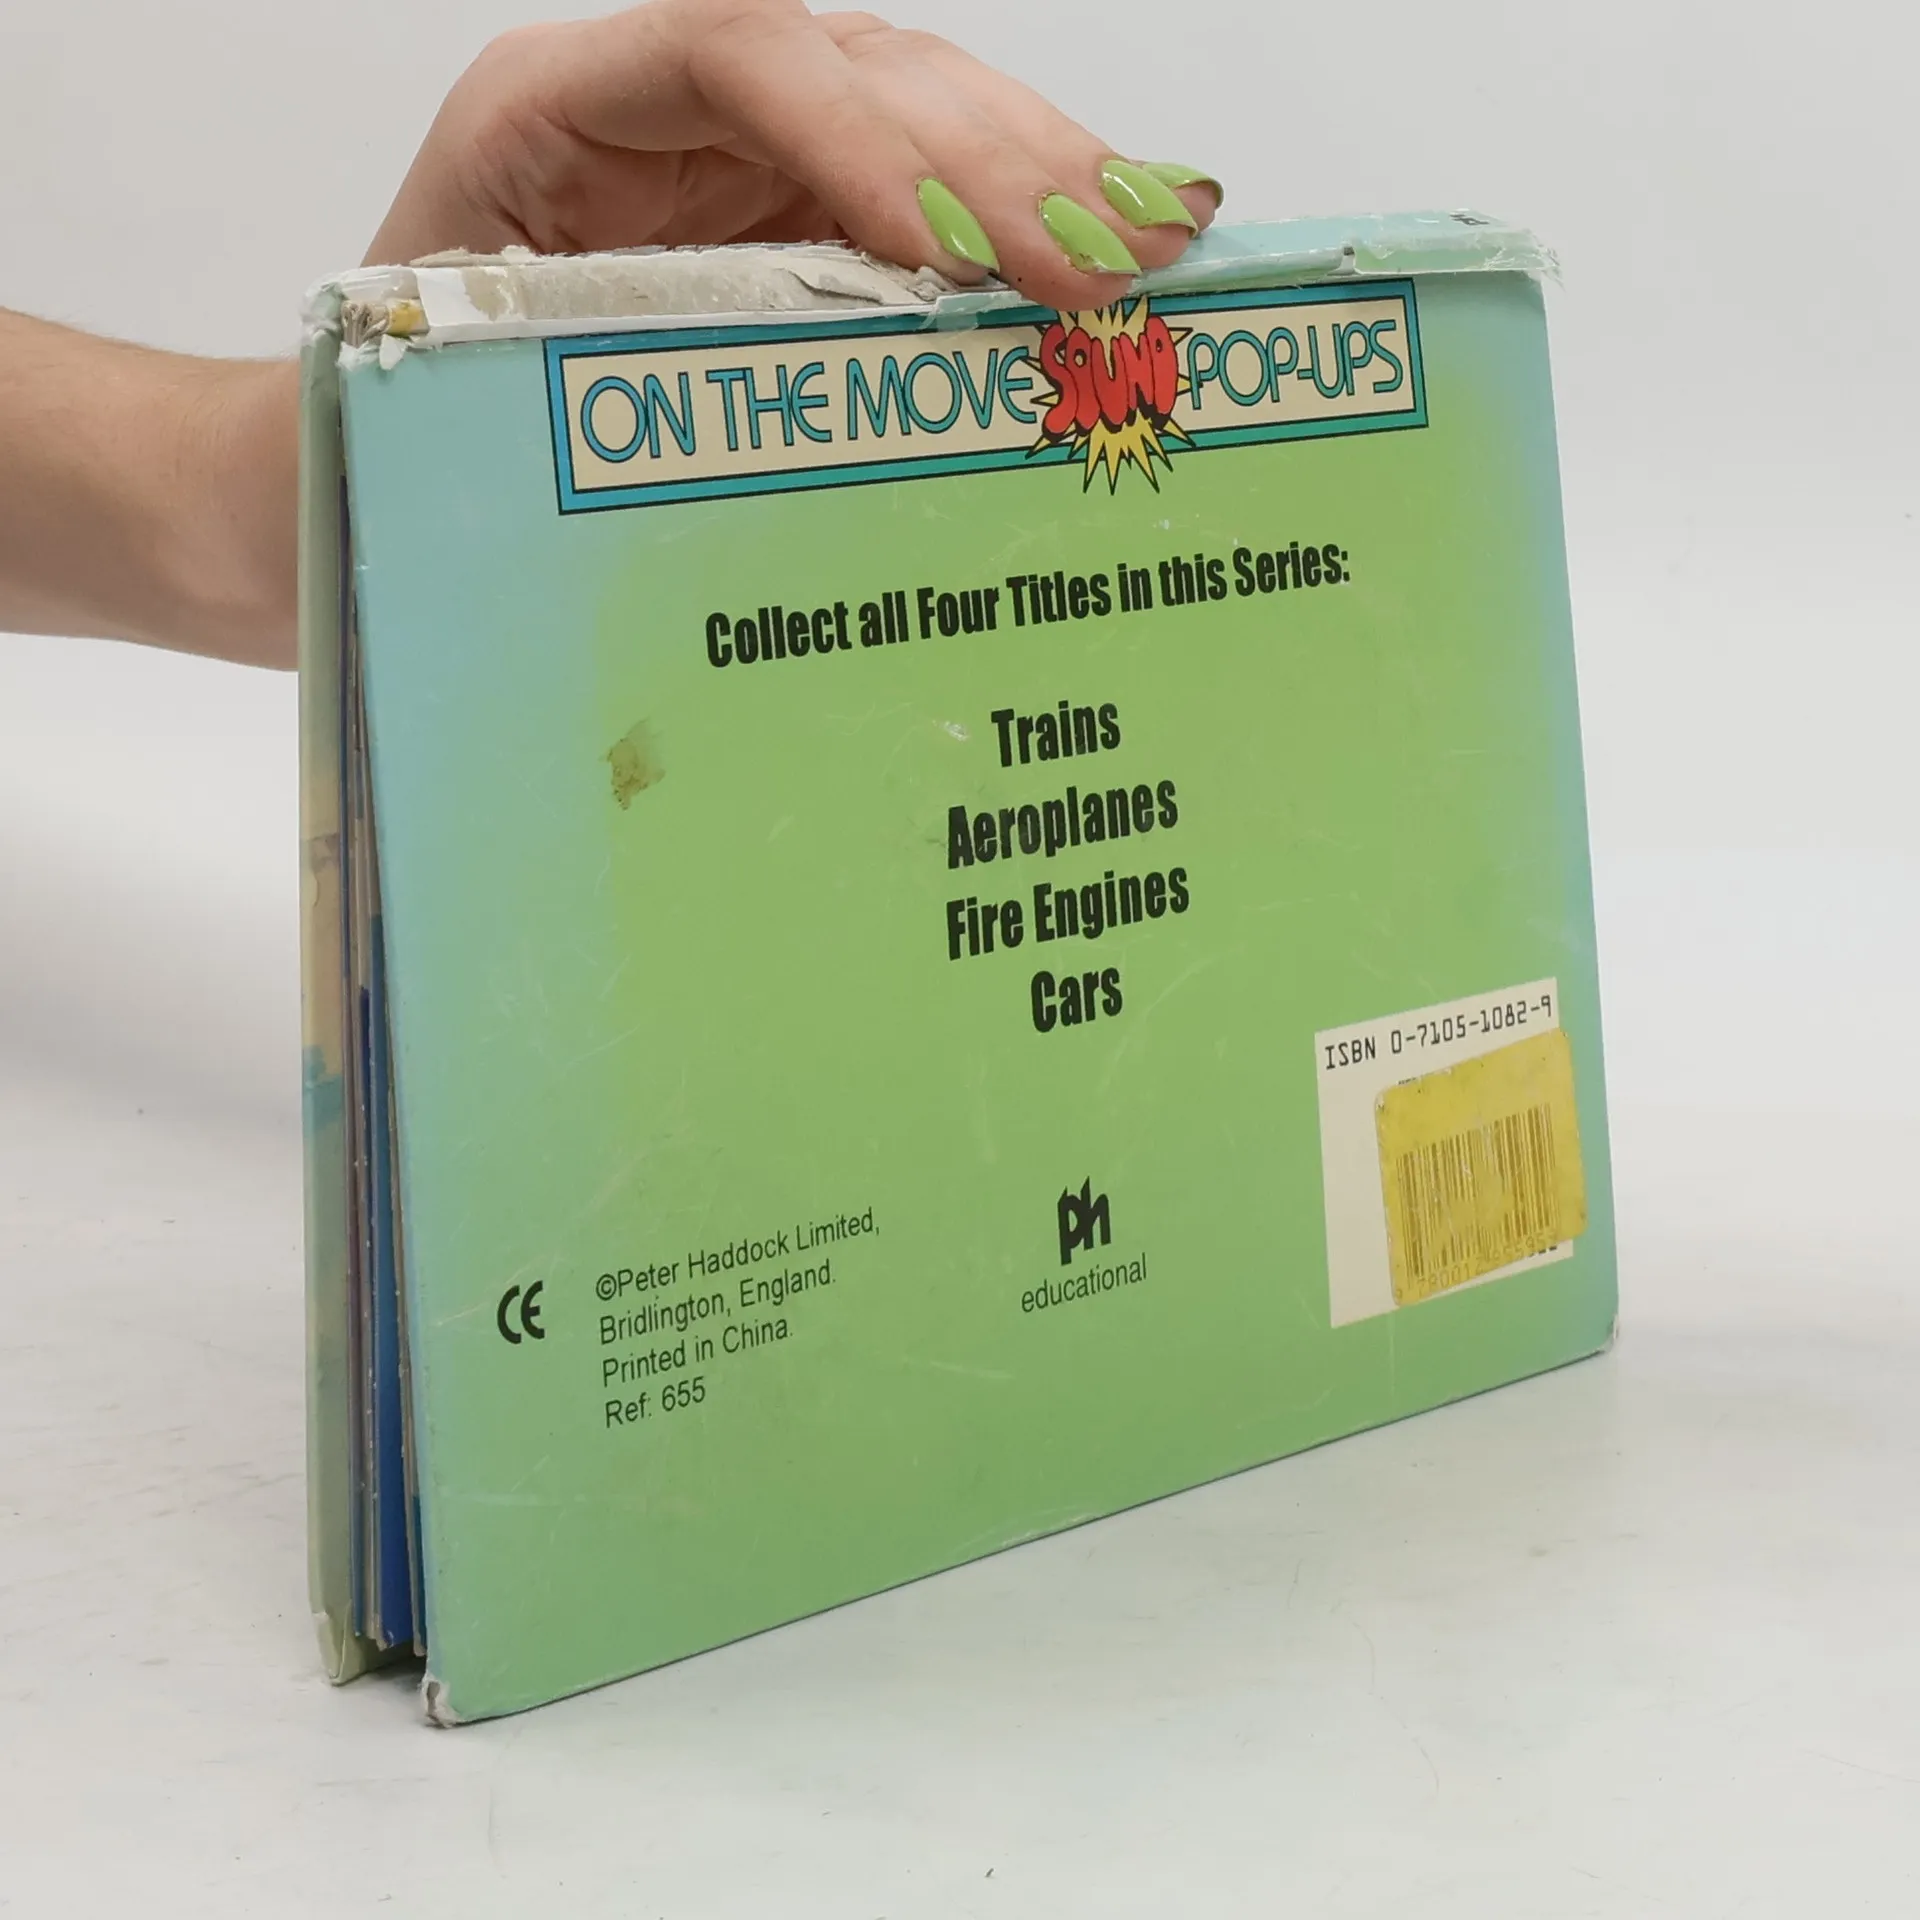 ON THE MOVE SOUND POP-UPS
Collect all Four Titles in this Series:
Trains
Aeroplanes
Fire Engines
Cars
ISBN 0-7105-1082-9
CE
©Peter Haddock Limited,
Bridlington, England.
Printed in China.
Ref: 655
ph
educational